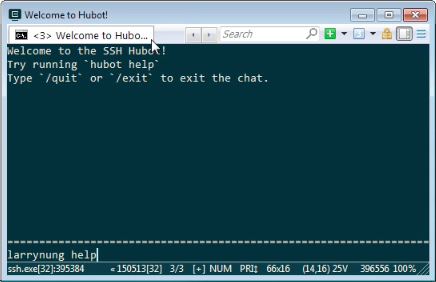 Welcome to Hubot!
<3> Welcome to Hubo...
Search
Welcome to the SSH Hubot!
Try running `hubot help`
Type `/quit` or `/exit` to exit the chat.
larrynung help
ssh.exe[32]:395384 «150513[32] 3/3 [+] NUM PRI↕ 66x16 (14,16) 25V 396556 100%